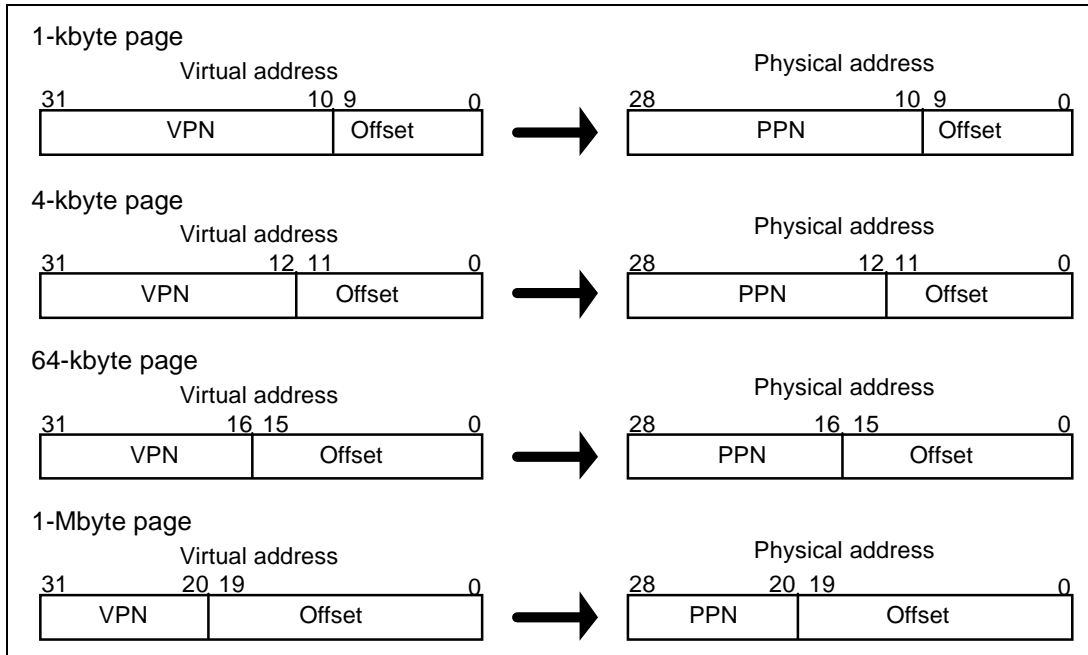 1-kbyte page
Virtual address Physical address
31 10 9 0 28 10 9 0
VPN Offset PPN Offset
4-kbyte page
Virtual address Physical address
31 12 11 0 28 12 11 0
VPN Offset PPN Offset
64-kbyte page
Virtual address Physical address
31 16 15 0 28 16 15 0
VPN Offset PPN Offset
1-Mbyte page
Virtual address Physical address
31 20 19 0 28 20 19 0
VPN Offset PPN Offset